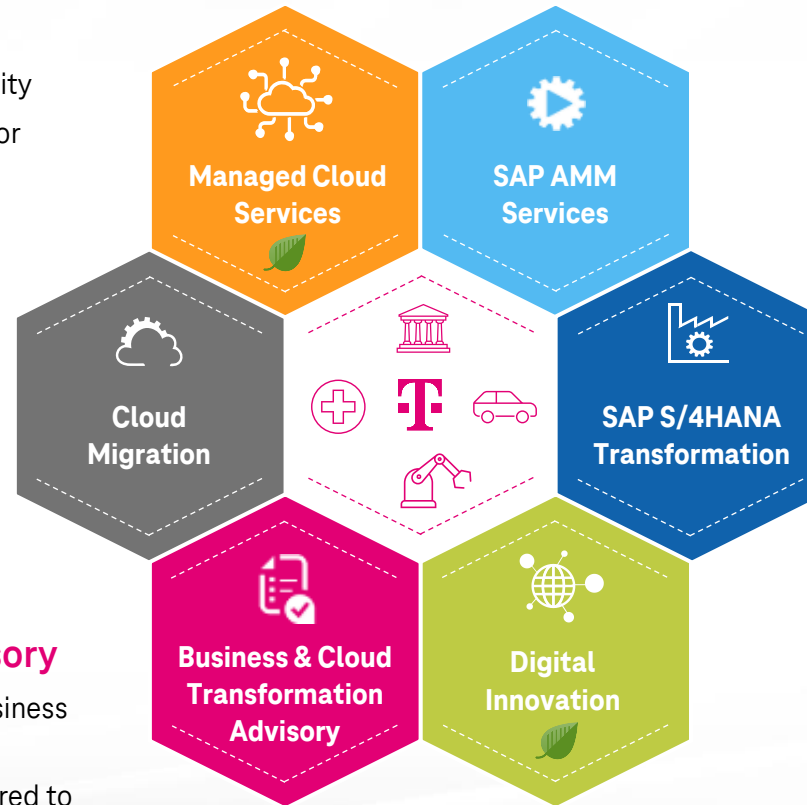 Managed Cloud
Services
SAP AMM
Services
Cloud
Migration
T
SAP S/4HANA
Transformation
Business & Cloud
Transformation
Advisory
Digital
Innovation
ity
or
sory
siness
red to